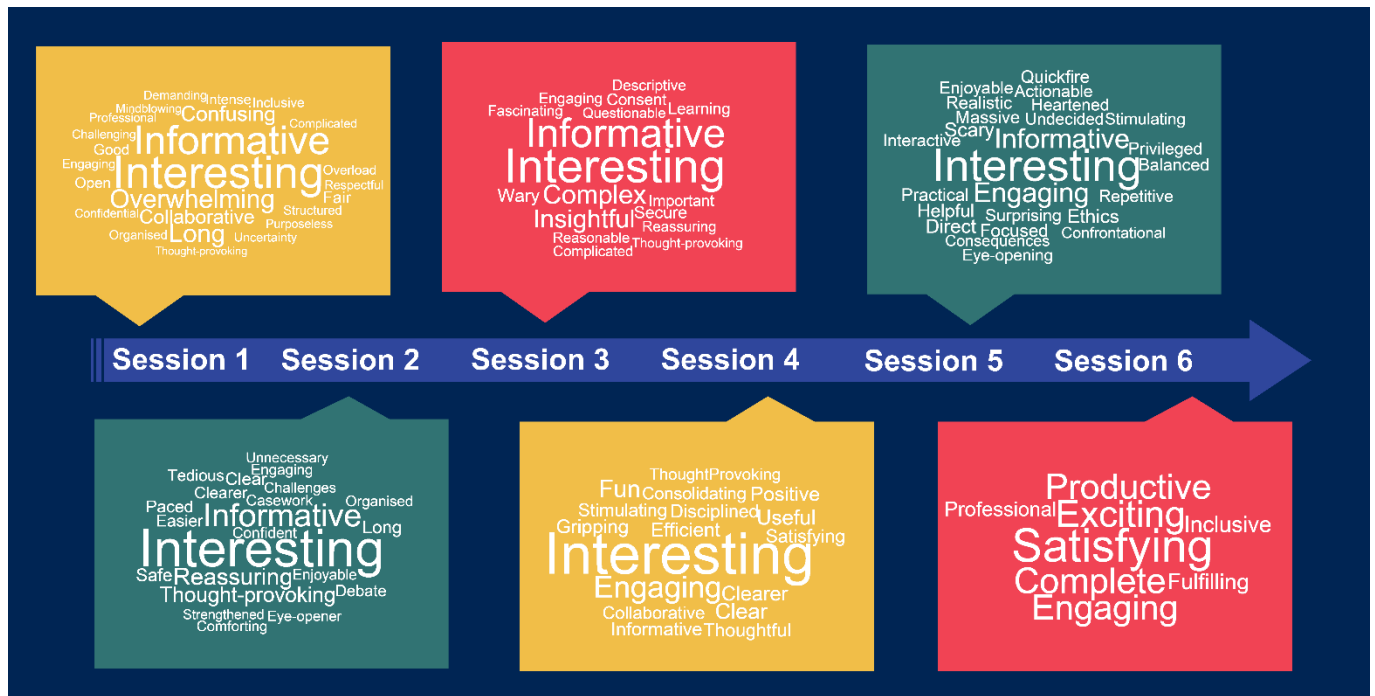 Demanding
Intense
Inclusive
Mindblowing
Professional
Confusing
Complicated
Challenging
Informative
Good
Engaging
Interesting
Overload
Open
Respectful
Overwhelming
Fair
Confidential
Collaborative
Structured
Purposeless
Organised
Long
Uncertainty
Thought-provoking
Descriptive
Engaging
Consent
Fascinating
Questionable
Learning
Informative
Interesting
Wary
Complex
Important
Insightful
Secure
Reassuring
Reasonable
Thought-provoking
Complicated
Quickfire
Enjoyable
Actionable
Realistic
Heartened
Massive
Undecided
Stimulating
Scary
Interactive
Informative
Privileged
Interesting
Balanced
Practical
Engaging
Repetitive
Helpful
Surprising
Ethics
Direct
Focused
Confrontational
Consequences
Eye-opening
Session 1
Session 2
Session 3
Session 4
Session 5
Session 6
Unnecessary
Tedious
Clear
Engaging
Clearer
Challenges
Casework
Organised
Paced
Easier
Informative
Long
Confident
Interesting
Safe
Reassuring
Enjoyable
Thought-provoking
Debate
Strengthened
Eye-opener
Comforting
ThoughtProvoking
Fun
Consolidating
Positive
Stimulating
Disciplined
Useful
Gripping
Efficient
Satisfying
Interesting
Engaging
Clearer
Collaborative
Clear
Informative
Thoughtful
Productive
Professional
Exciting
Inclusive
Satisfying
Complete
Fulfilling
Engaging